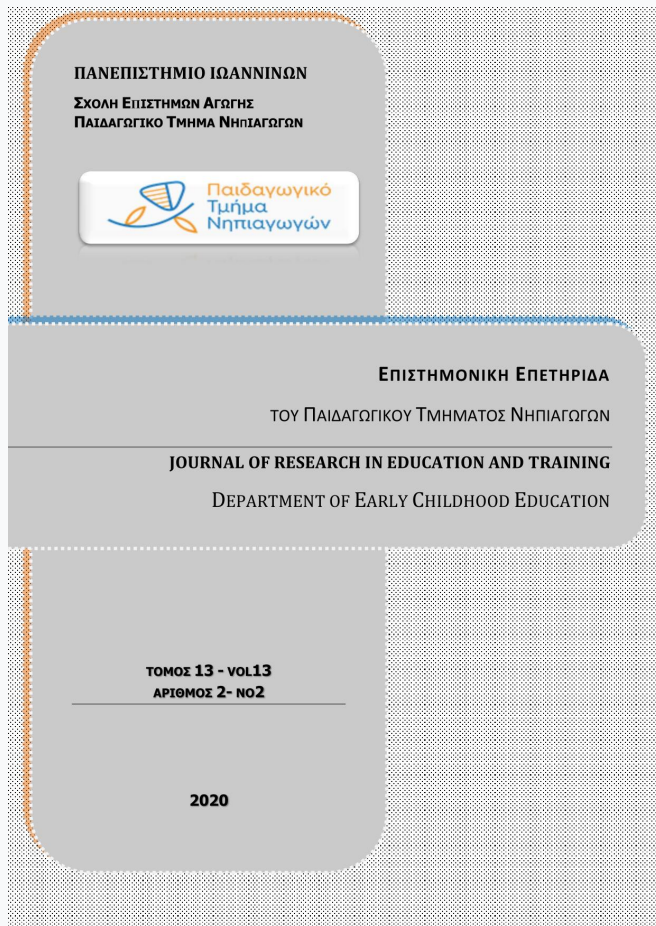 ΠΑΝΕΠΙΣΤΗΜΙΟ ΙΩΑΝΝΙΝΩΝ
ΣΧΟΛΗ ΕΠΙΣΤΗΜΩΝ ΑΓΩΓΗΣ
ΠΑΙΔΑΓΩΓΙΚΟ ΤΜΗΜΑ ΝΗΠΙΑΓΩΓΩΝ
Παιδαγωγικό
Τμήμα
Νηπιαγωγών
ΕΠΙΣΤΗΜΟΝΙΚΗ ΕΠΕΤΗΡΙΔΑ
ΤΟΥ ΠΑΙΔΑΓΩΓΙΚΟΥ ΤΜΗΜΑΤΟΣ ΝΗΠΙΑΓΩΓΩΝ
JOURNAL OF RESEARCH IN EDUCATION AND TRAINING
DEPARTMENT OF EARLY CHILDHOOD EDUCATION
ΤΟΜΟΣ 13 - VOL13
ΑΡΙΘΜΟΣ 2- NO2
2020